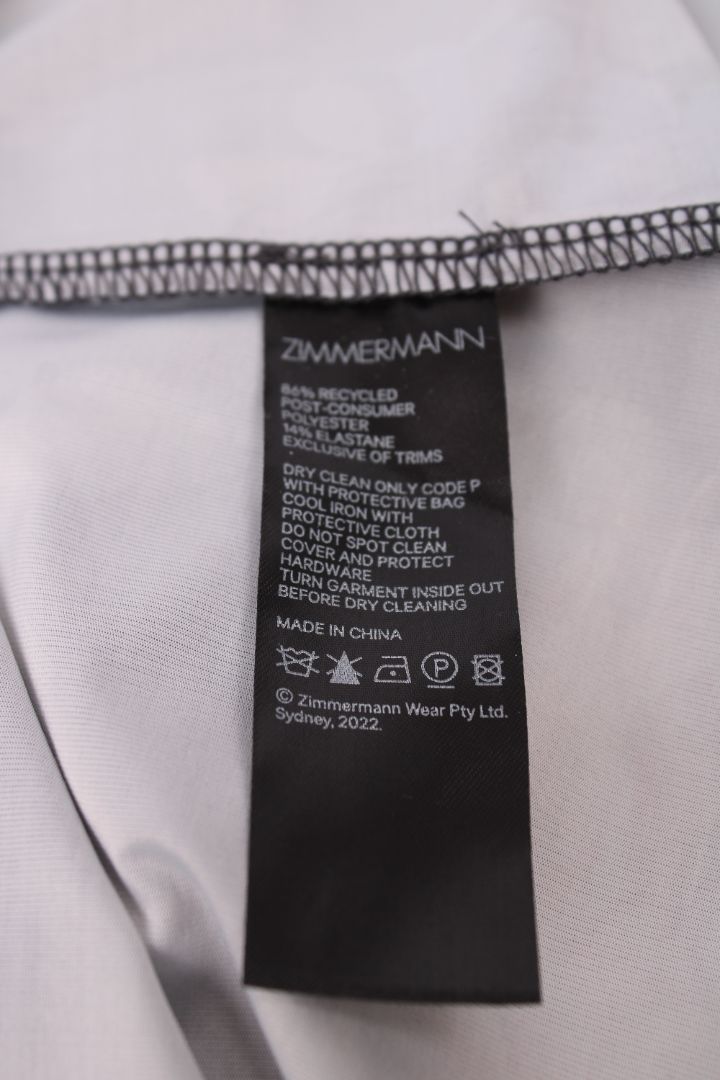 ZIMMERMANN
86% RECYCLED
POST-CONSUMER
POLYESTER
14% ELASTANE
EXCLUSIVE OF TRIMS
DRY CLEAN ONLY CODE P
WITH PROTECTIVE BAG
COOL IRON WITH
PROTECTIVE CLOTH
DO NOT SPOT CLEAN
COVER AND PROTECT
HARDWARE
TURN GARMENT INSIDE OUT
BEFORE DRY CLEANING
MADE IN CHINA
P
© Zimmermann Wear Pty Ltd.
Sydney, 2022.